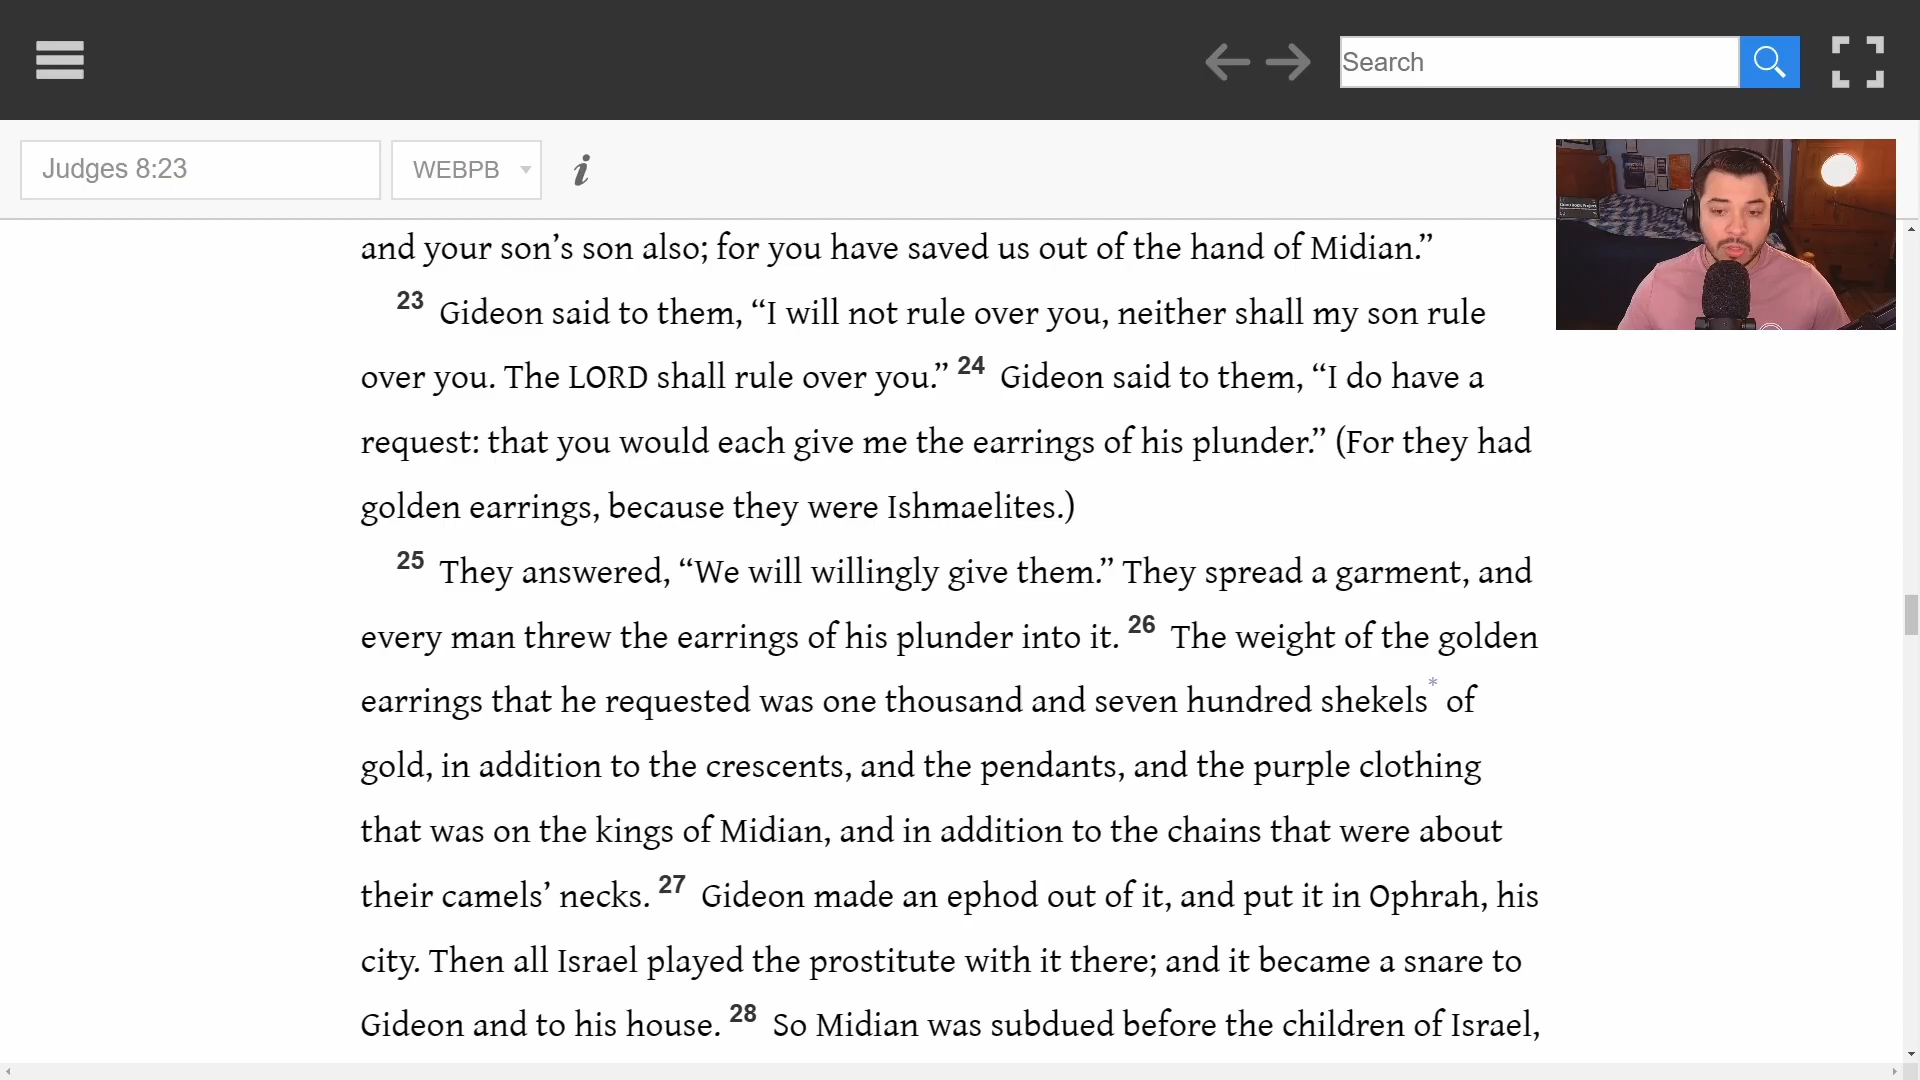 Search
Judges 8:23
WEBPB
i
and your son’s son also; for you have saved us out of the hand of Midian.”
23 Gideon said to them, “I will not rule over you, neither shall my son rule
over you. The LORD shall rule over you.” 24 Gideon said to them, “I do have a
request: that you would each give me the earrings of his plunder.” (For they had
golden earrings, because they were Ishmaelites.)
25 They answered, “We will willingly give them.” They spread a garment, and
every man threw the earrings of his plunder into it. 26 The weight of the golden
earrings that he requested was one thousand and seven hundred shekels* of
gold, in addition to the crescents, and the pendants, and the purple clothing
that was on the kings of Midian, and in addition to the chains that were about
their camels’ necks. 27 Gideon made an ephod out of it, and put it in Ophrah, his
city. Then all Israel played the prostitute with it there; and it became a snare to
Gideon and to his house. 28 So Midian was subdued before the children of Israel,